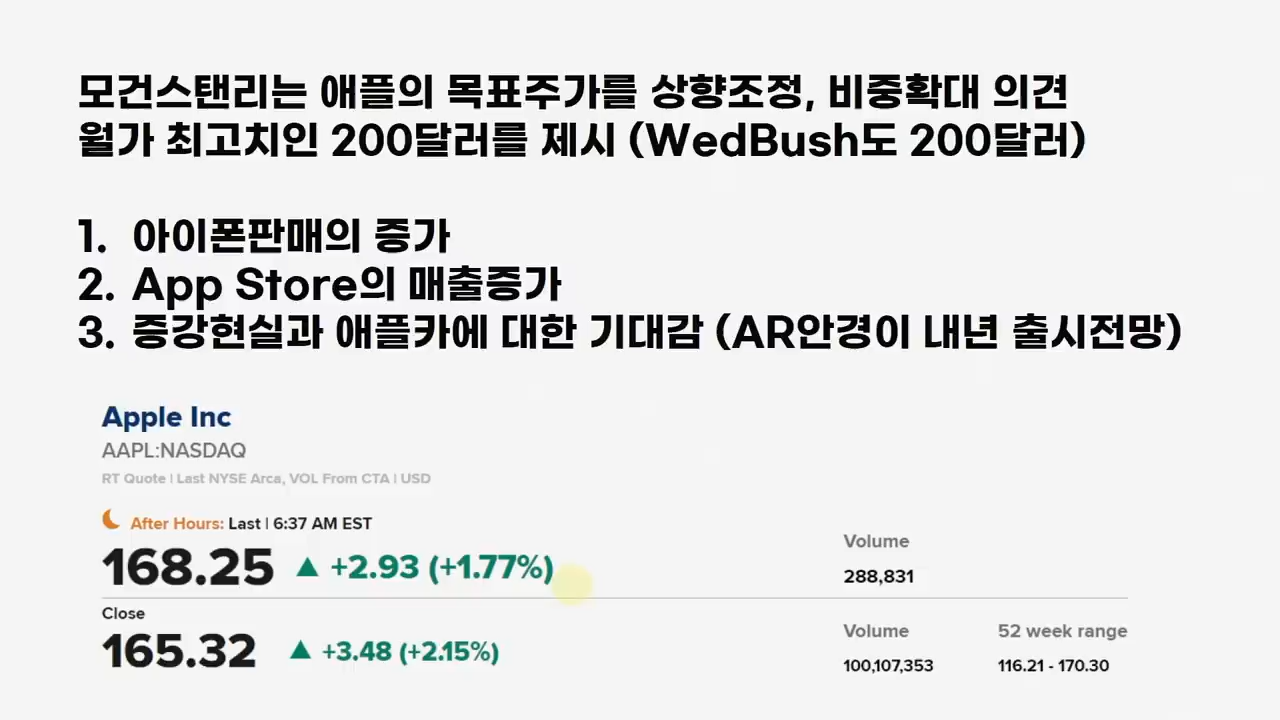 모건스탠리는 애플의 목표주가를 상향조정, 비중확대 의견
월가 최고치인 200달러를 제시 (WedBush도 200달러)
1. 아이폰판매의 증가
2. App Store의 매출증가
3. 증강현실과 애플카에 대한 기대감 (AR안경이 내년 출시전망)
Apple Inc
AAPL:NASDAQ
RT Quote | Last NYSE Arca, VOL From CTA | USD
After Hours: Last | 6:37 AM EST
168.25 ▲ +2.93 (+1.77%)
Volume
288,831
Close
165.32 ▲ +3.48 (+2.15%)
Volume
100,107,353
52 week range
116.21 - 170.30